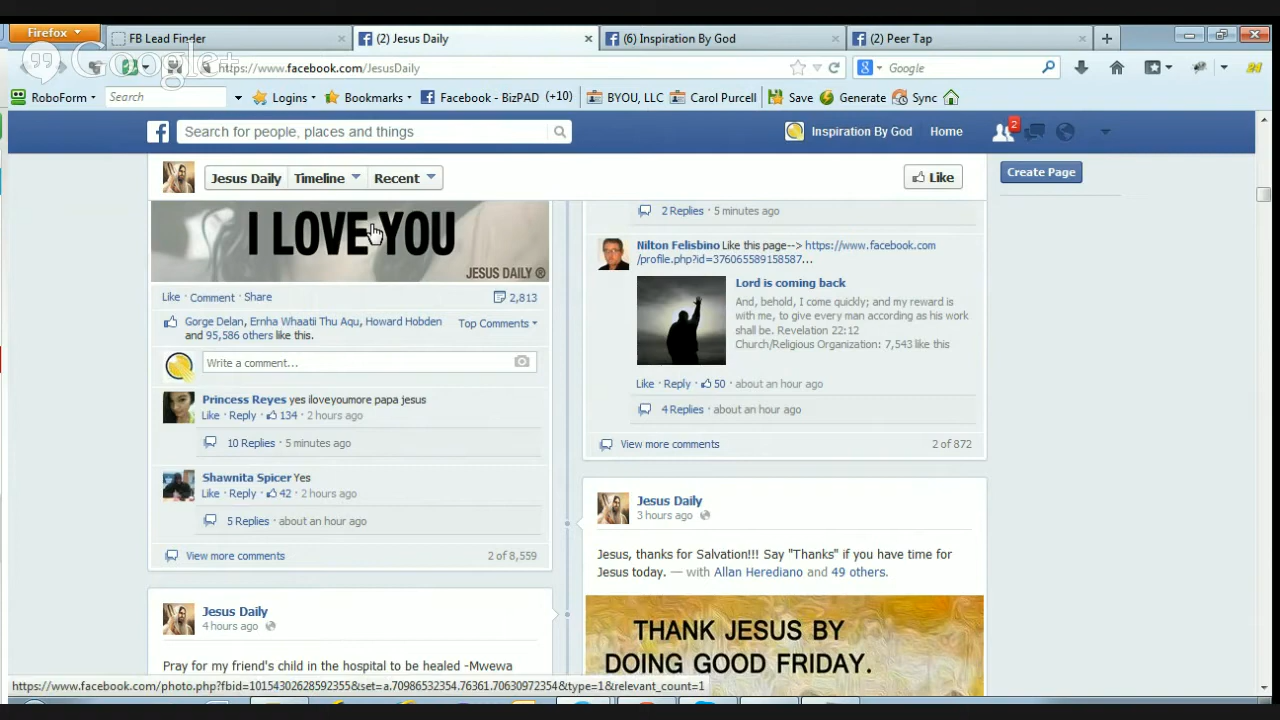 Firefox
FB Lead Finder
(2) Jesus Daily
(6) Inspiration By God
(2) Peer Tap
Google+
https://www.facebook.com/JesusDaily
Google
RoboForm
Search
Logins
Bookmarks
Facebook - BizPAD (+10)
BYOU, LLC
Carol Purcell
Save
Generate
Sync
Search for people, places and things
Inspiration By God
Home
2
Jesus Daily
Timeline
Recent
Like
Create Page
I LOVE YOU
JESUS DAILY ®
Like · Comment · Share
2,813
Gorge Delan, Ernha Whaatii Thu Aqu, Howard Hobden
and 95,586 others like this.
Top Comments
Write a comment...
Princess Reyes yes iloveyoumore papa jesus
Like · Reply · 134 · 2 hours ago
10 Replies · 5 minutes ago
Shawnita Spicer Yes
Like · Reply · 42 · 2 hours ago
5 Replies · about an hour ago
View more comments
2 of 8,559
Jesus Daily
4 hours ago
Pray for my friend's child in the hospital to be healed -Mwewa
2 Replies · 5 minutes ago
Nilton Felisbino Like this page--> https://www.facebook.com
/profile.php?id=376065589158587...
Lord is coming back
And, behold, I come quickly; and my reward is
with me, to give every man according as his work
shall be. Revelation 22:12
Church/Religious Organization: 7,543 like this
Like · Reply · 50 · about an hour ago
4 Replies · about an hour ago
View more comments
2 of 872
Jesus Daily
3 hours ago
Jesus, thanks for Salvation!!! Say "Thanks" if you have time for
Jesus today. — with Allan Herediano and 49 others.
THANK JESUS BY
DOING GOOD FRIDAY.
https://www.facebook.com/photo.php?fbid=10154302628592355&set=a.70986532354.76361.70630972354&type=1&relevant_count=1